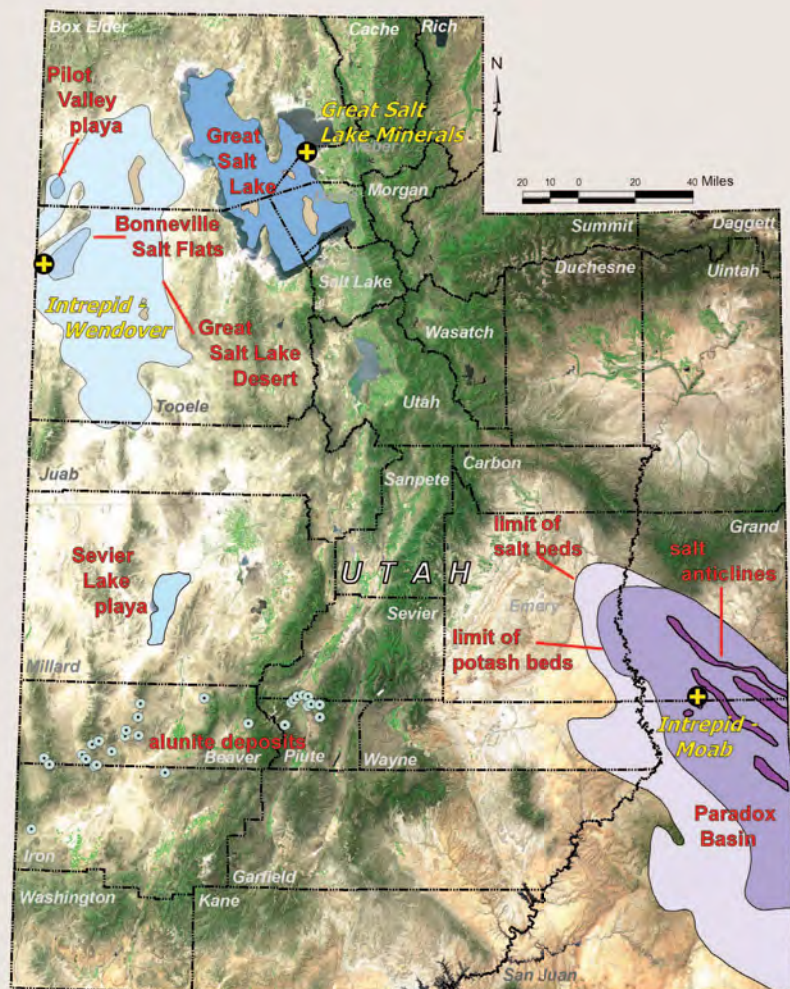 Box Elder
Cache
Rich
Pilot
Valley
playa
N
Great Salt
Lake Minerals
Great
Salt
Lake
Weber
Morgan
20 10 0 20 40 Miles
Bonneville
Salt Flats
Summit
Daggett
Salt Lake
Duchesne
Uintah
Intrepid -
Wendover
Great
Salt Lake
Desert
Wasatch
Tooele
Utah
Juab
Sanpete
Carbon
limit of
salt beds
Grand
salt
anticlines
Sevier
Lake
playa
UTAH
Emery
Sevier
limit of
potash beds
Millard
Intrepid -
Moab
alunite deposits
Beaver
Piute
Wayne
Paradox
Basin
Iron
Garfield
Washington
Kane
San Juan